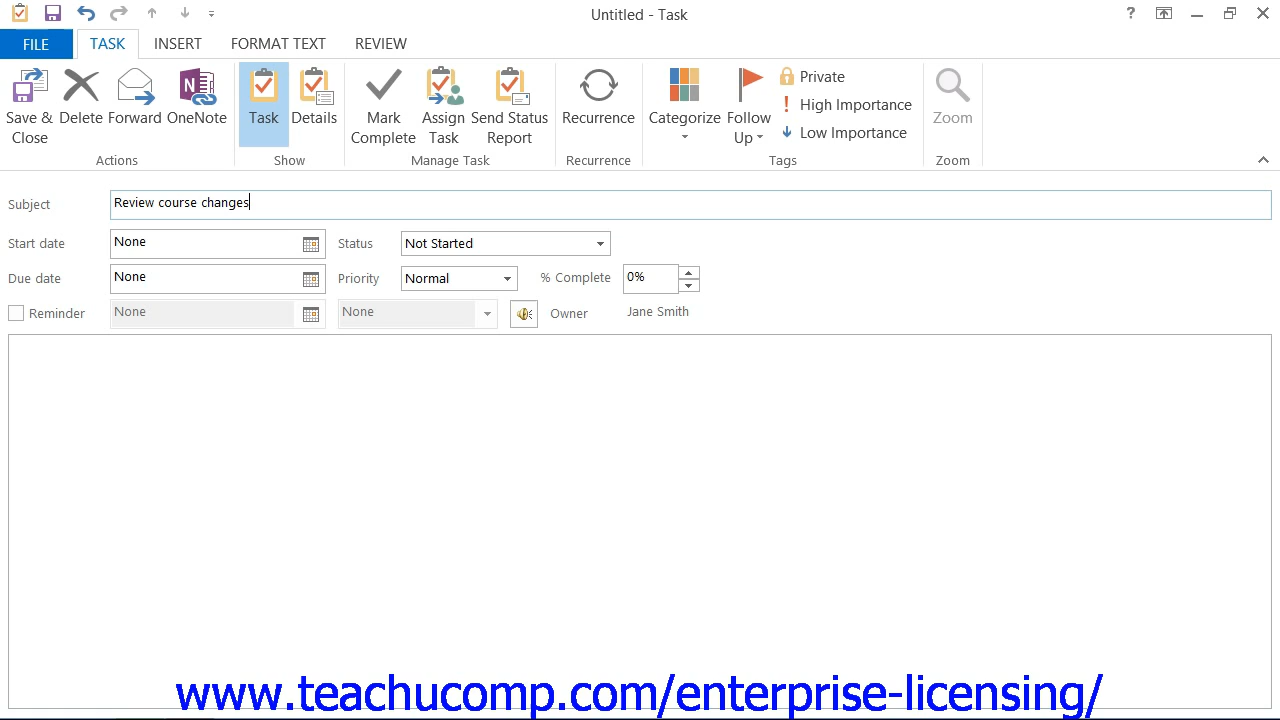 Untitled - Task
?
FILE TASK INSERT FORMAT TEXT REVIEW
Save & Close Delete Forward OneNote Task Details Mark Complete Assign Task Send Status Report Recurrence Categorize Follow Up Private
High Importance
Low Importance
Zoom
Actions Show Manage Task Recurrence Tags Zoom
Subject Review course changes
Start date None Status Not Started
Due date None Priority Normal % Complete 0%
Reminder None None Owner Jane Smith
www.teachucomp.com/enterprise-licensing/